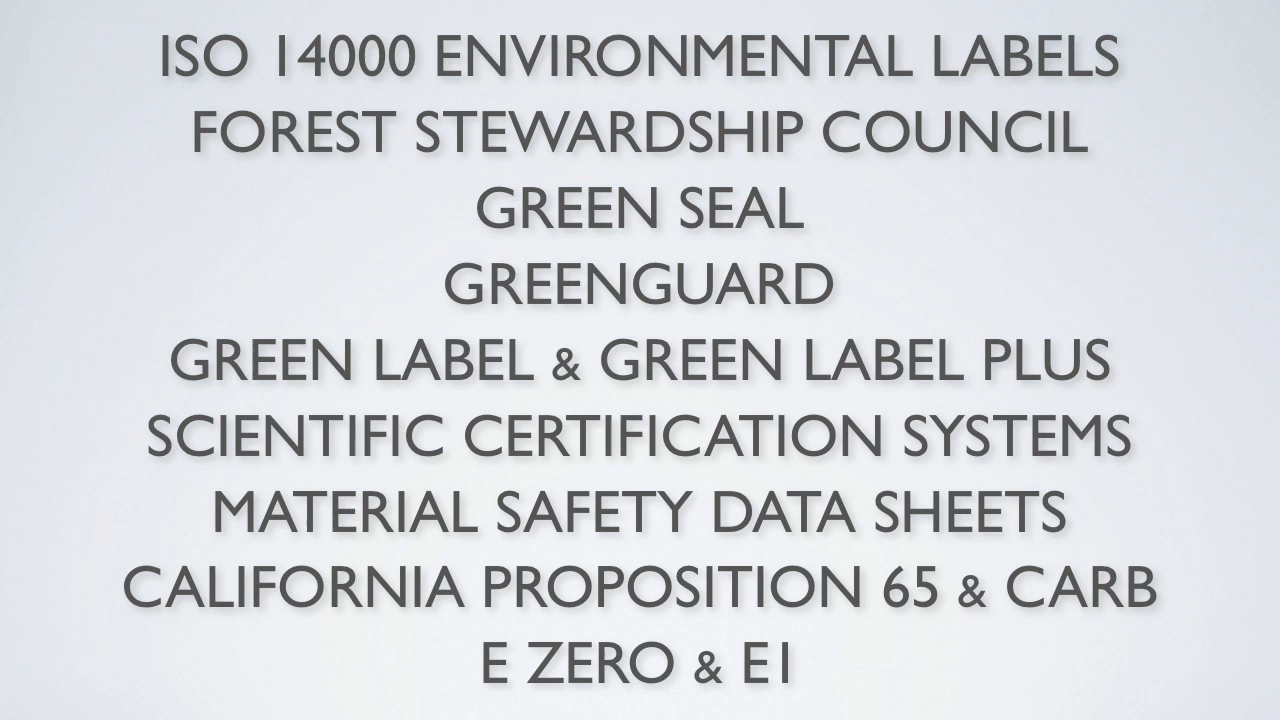 ISO 14000 ENVIRONMENTAL LABELS
FOREST STEWARDSHIP COUNCIL
GREEN SEAL
GREENGUARD
GREEN LABEL & GREEN LABEL PLUS
SCIENTIFIC CERTIFICATION SYSTEMS
MATERIAL SAFETY DATA SHEETS
CALIFORNIA PROPOSITION 65 & CARB
E ZERO & E1